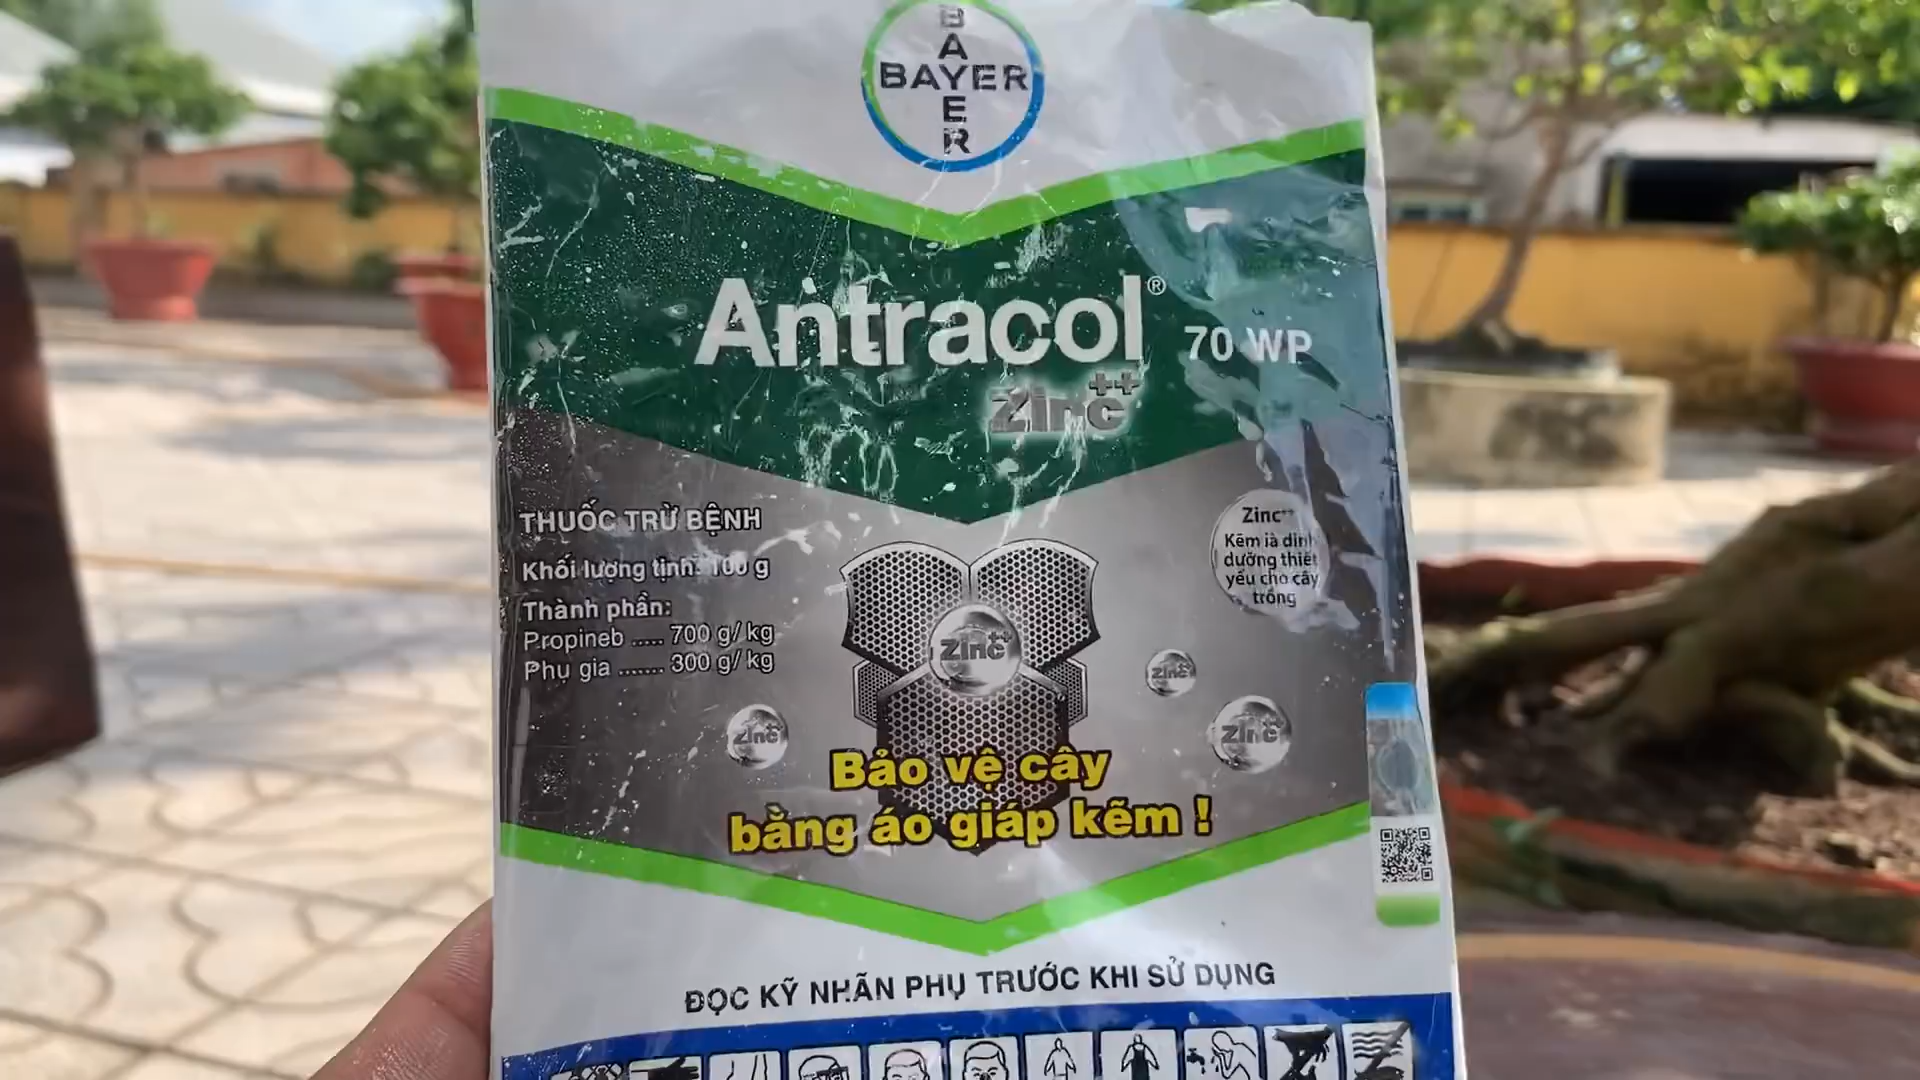 BAYER
BAYER
Antracol®
70 WP
Zinc++
THUỐC TRỪ BỆNH
Khối lượng tịnh: 100 g
Thành phần:
Propineb ..... 700 g/kg
Phụ gia ....... 300 g/kg
Zinc++
Kẽm là dinh
dưỡng thiết
yếu cho cây
trồng
Zinc++
Zinc++
Zinc++
Zinc++
Bảo vệ cây
bằng áo giáp kẽm !
ĐỌC KỸ NHÃN PHỤ TRƯỚC KHI SỬ DỤNG